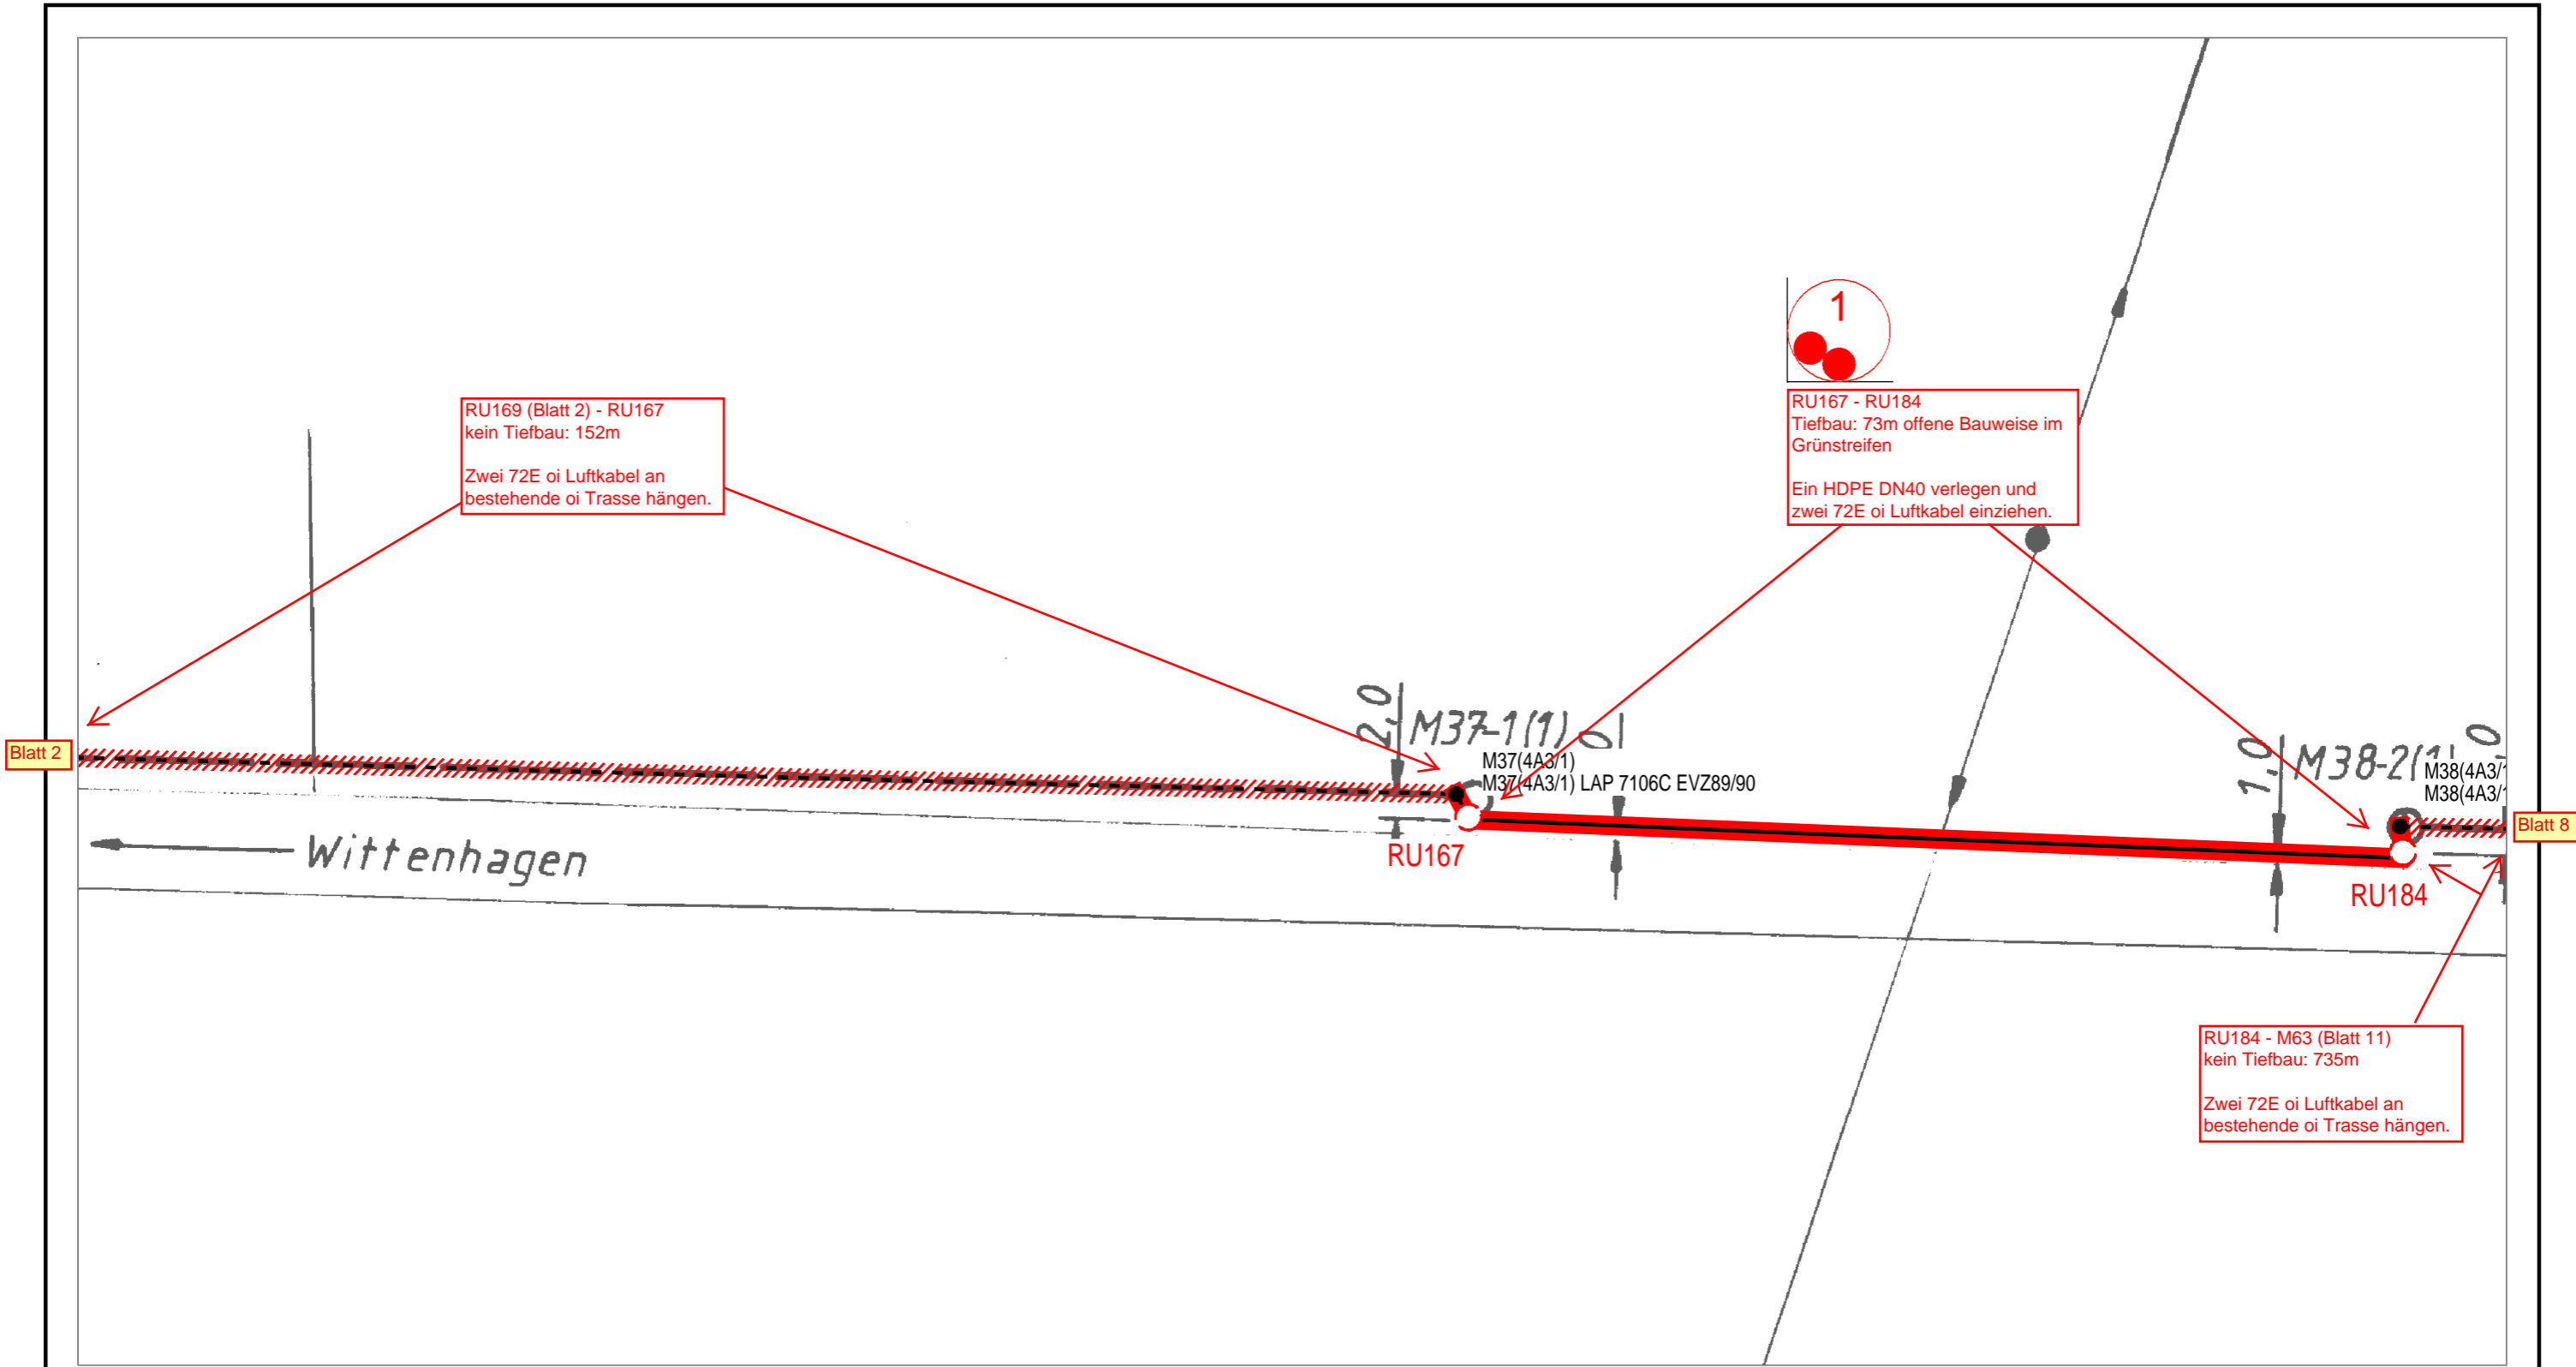 1
RU169 (Blatt 2) - RU167
kein Tiefbau: 152m
Zwei 72E oi Luftkabel an
bestehende oi Trasse hängen.
RU167 - RU184
Tiefbau: 73m offene Bauweise im
Grünstreifen
Ein HDPE DN40 verlegen und
zwei 72E oi Luftkabel einziehen.
Blatt 2
2,0
M37-1(1)
M37(4A3/1)
M37(4A3/1) LAP 7106C EVZ89/90
1,0
M38-2(
M38(4A3/
M38(4A3/
Blatt 8
Wittenhagen
RU167
RU184
RU184 - M63 (Blatt 11)
kein Tiefbau: 735m
Zwei 72E oi Luftkabel an
bestehende oi Trasse hängen.